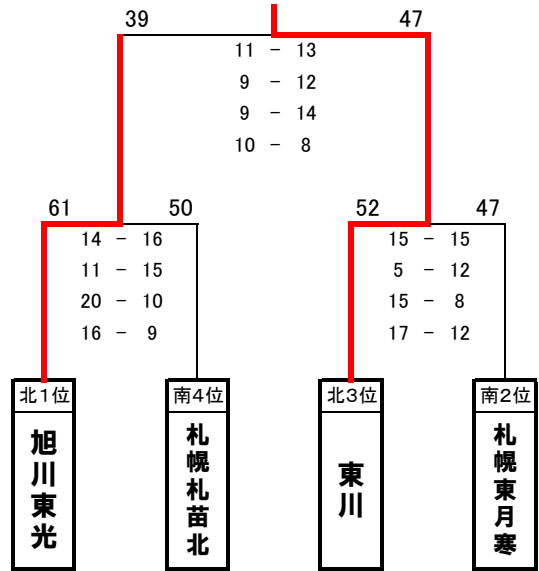 39 47
11 － 13
9 － 12
9 － 14
10 － 8
61 50 52 47
14 － 16 15 － 15
11 － 15 5 － 12
20 － 10 15 － 8
16 － 9 17 － 12
北１位 南４位 北３位 南２位
旭川東光
札幌札苗北
東川
札幌東月寒